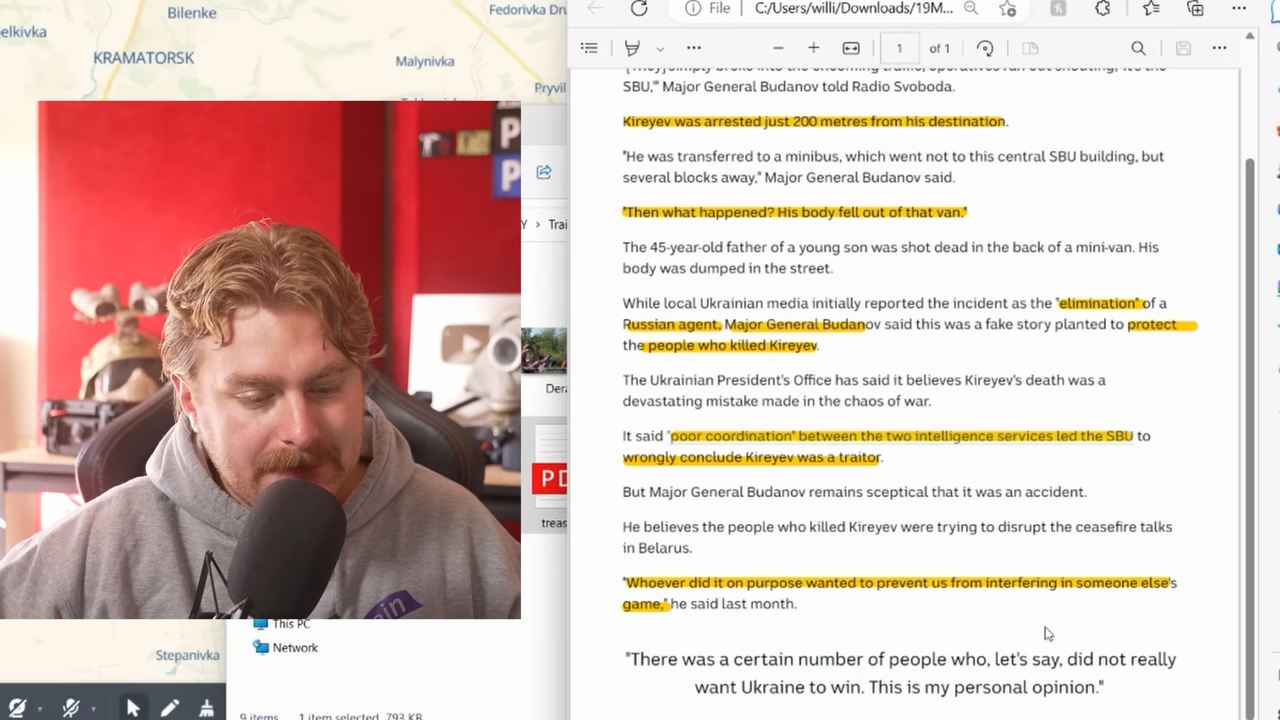 Bilenke
elkivka
KRAMATORSK
Malynivka
Fedorivka Dru
Pryvil
Stepanivka
File
C:/Users/willi/Downloads/19M...
1
of 1
SBU,'" Major General Budanov told Radio Svoboda.
Kireyev was arrested just 200 metres from his destination.
"He was transferred to a minibus, which went not to this central SBU building, but
several blocks away," Major General Budanov said.
"Then what happened? His body fell out of that van."
The 45-year-old father of a young son was shot dead in the back of a mini-van. His
body was dumped in the street.
While local Ukrainian media initially reported the incident as the "elimination" of a
Russian agent, Major General Budanov said this was a fake story planted to protect
the people who killed Kireyev.
The Ukrainian President's Office has said it believes Kireyev's death was a
devastating mistake made in the chaos of war.
It said "poor coordination" between the two intelligence services led the SBU to
wrongly conclude Kireyev was a traitor.
But Major General Budanov remains sceptical that it was an accident.
He believes the people who killed Kireyev were trying to disrupt the ceasefire talks
in Belarus.
"Whoever did it on purpose wanted to prevent us from interfering in someone else's
game," he said last month.
"There was a certain number of people who, let's say, did not really
want Ukraine to win. This is my personal opinion."
Y > Trai
Dera
PD
treas
This PC
Network
9 items 1 item selected 793 KB
ain
P
P